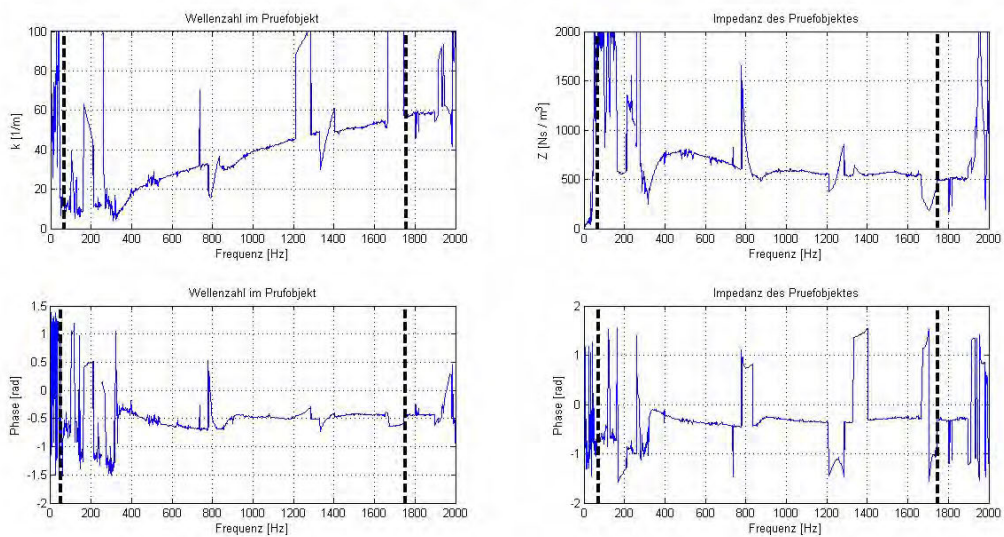 Wellenzahl im Pruefobjekt
100
80
60
40
20
0
k [1/m]
0 200 400 600 800 1000 1200 1400 1600 1800 2000
Frequenz [Hz]
Impedanz des Pruefobjektes
2000
1500
1000
500
0
Z [Ns / m³]
0 200 400 600 800 1000 1200 1400 1600 1800 2000
Frequenz [Hz]
Wellenzahl im Prufobjekt
1.5
1
0.5
0
-0.5
-1
-1.5
-2
Phase [rad]
0 200 400 600 800 1000 1200 1400 1600 1800 2000
Frequenz [Hz]
Impedanz des Pruefobjektes
2
1
0
-1
-2
Phase [rad]
0 200 400 600 800 1000 1200 1400 1600 1800 2000
Frequenz [Hz]